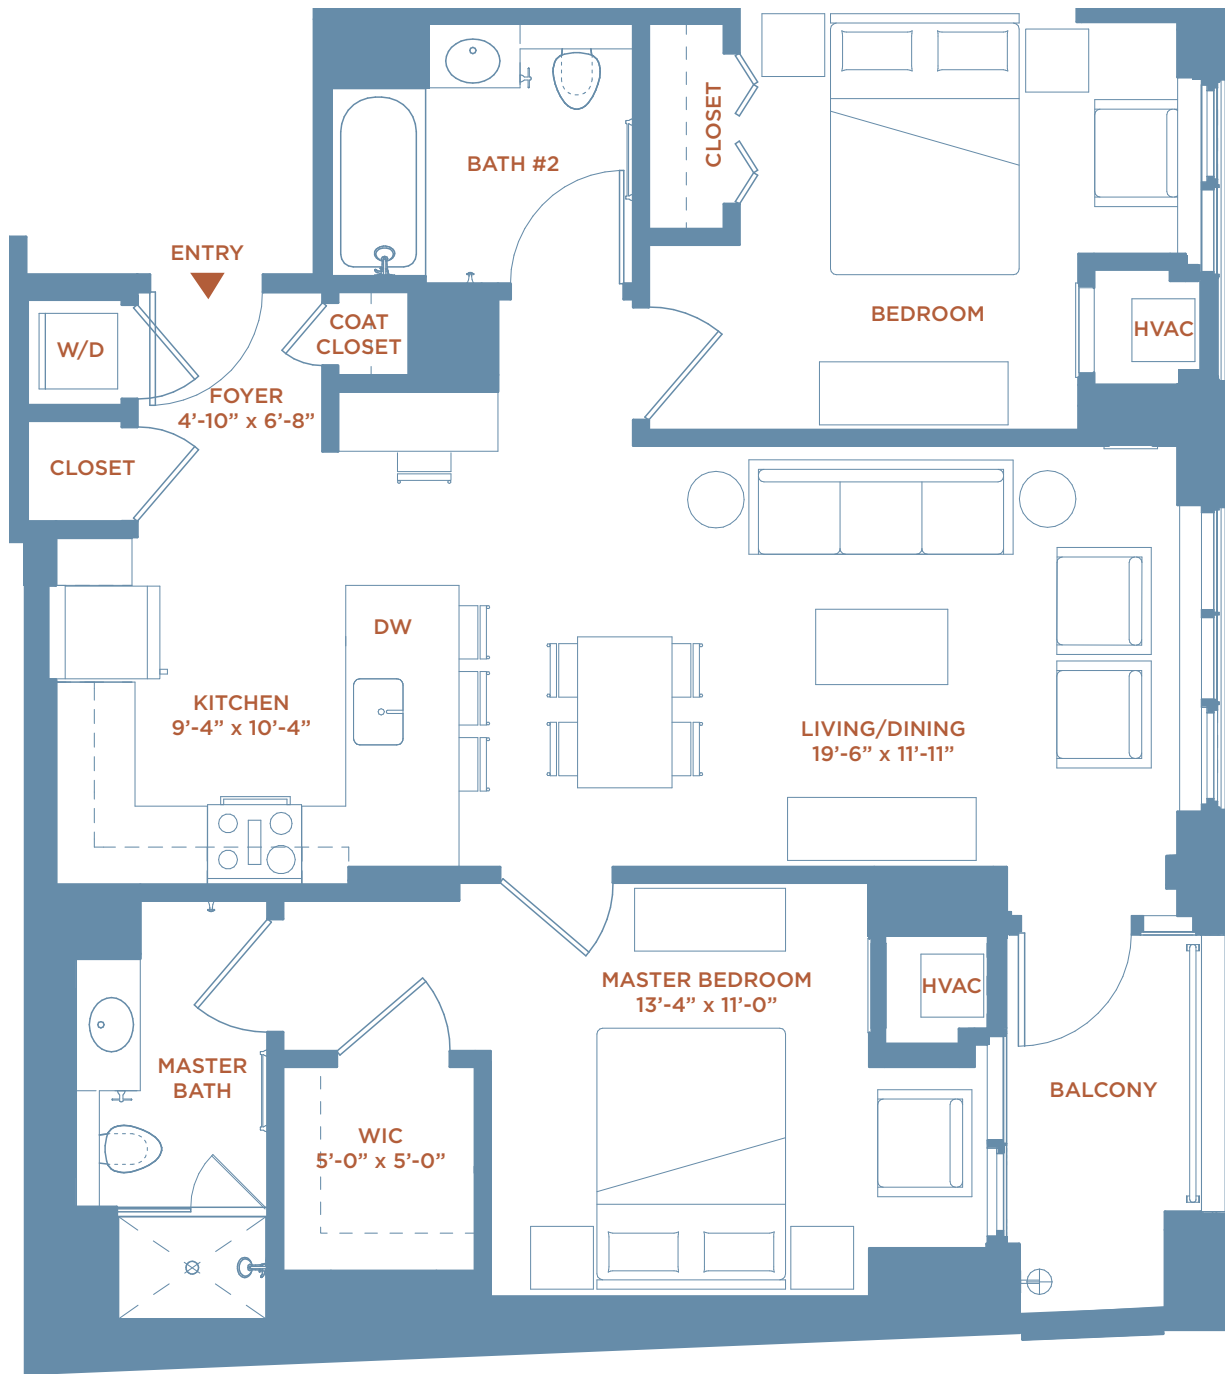 BATH #2
CLOSET
ENTRY
BEDROOM
HVAC
COAT
CLOSET
W/D
FOYER
4’-10” x 6’-8”
CLOSET
DW
KITCHEN
9’-4” x 10’-4”
LIVING/DINING
19’-6” x 11’-11”
MASTER BEDROOM
13’-4” x 11’-0”
HVAC
MASTER
BATH
BALCONY
WIC
5’-0” x 5’-0”